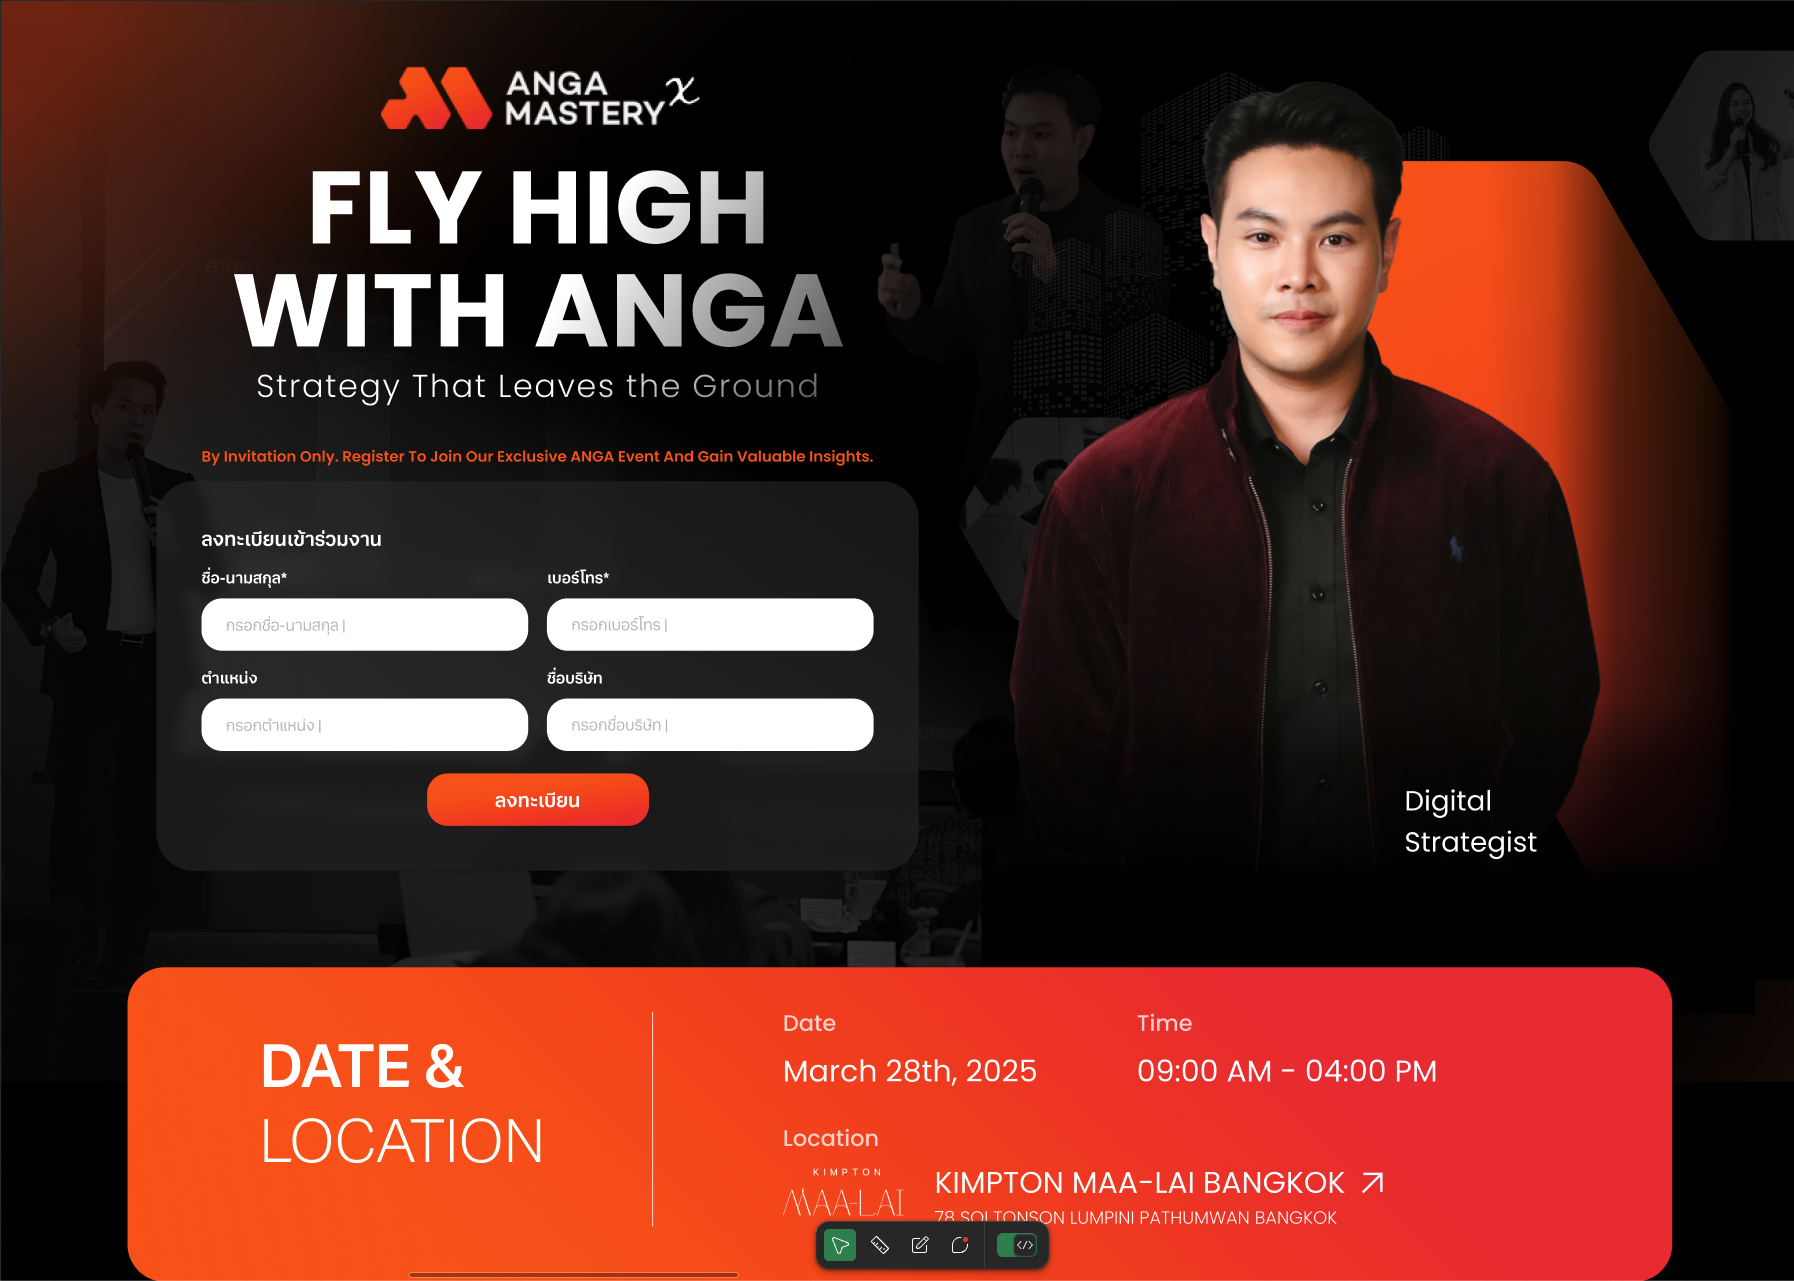 ANGA
MASTERY X
FLY HIGH
WITH ANGA
Strategy That Leaves the Ground
By Invitation Only. Register To Join Our Exclusive ANGA Event And Gain Valuable Insights.
ลงทะเบียนเข้าร่วมงาน
ชื่อ-นามสกุล*
เบอร์โทร*
กรอกชื่อ-นามสกุล |
กรอกเบอร์โทร |
ตำแหน่ง
ชื่อบริษัท
กรอกตำแหน่ง |
กรอกชื่อบริษัท |
ลงทะเบียน
Digital
Strategist
DATE &
LOCATION
Date
March 28th, 2025
Time
09:00 AM - 04:00 PM
Location
KIMPTON
MAA-LAI
KIMPTON MAA-LAI BANGKOK
78 SOI TONSON LUMPINI PATHUMWAN BANGKOK